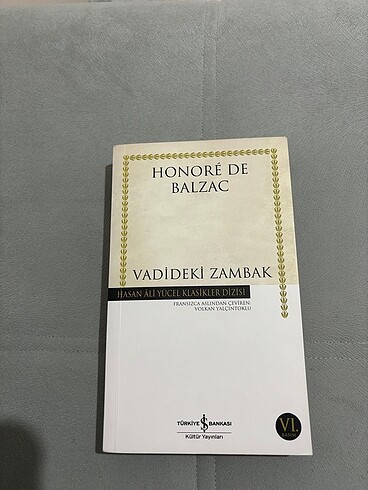 HONORÉ DE
BALZAC
VADİDEKİ ZAMBAK
HASAN ÂLİ YÜCEL KLASİKLER DİZİSİ
FRANSIZCA ASLINDAN ÇEVİREN:
VOLKAN YALÇINTOKLU
TÜRKİYE İŞ BANKASI
Kültür Yayınları
VI.
BASIM